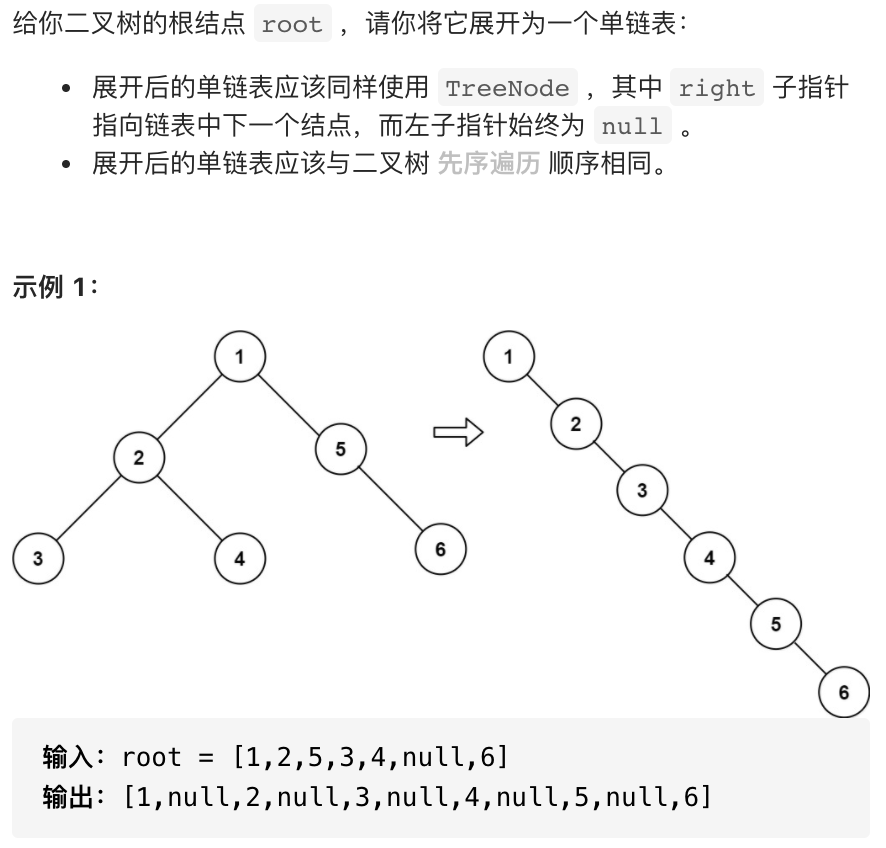 给你二叉树的根结点 root ，请你将它展开为一个单链表：
• 展开后的单链表应该同样使用 TreeNode ，其中 right 子指针
指向链表中下一个结点，而左子指针始终为 null 。
• 展开后的单链表应该与二叉树 先序遍历 顺序相同。
示例 1：
1 1
2 5 2
3 4 6 3
4
5
6
输入：root = [1,2,5,3,4,null,6]
输出：[1,null,2,null,3,null,4,null,5,null,6]